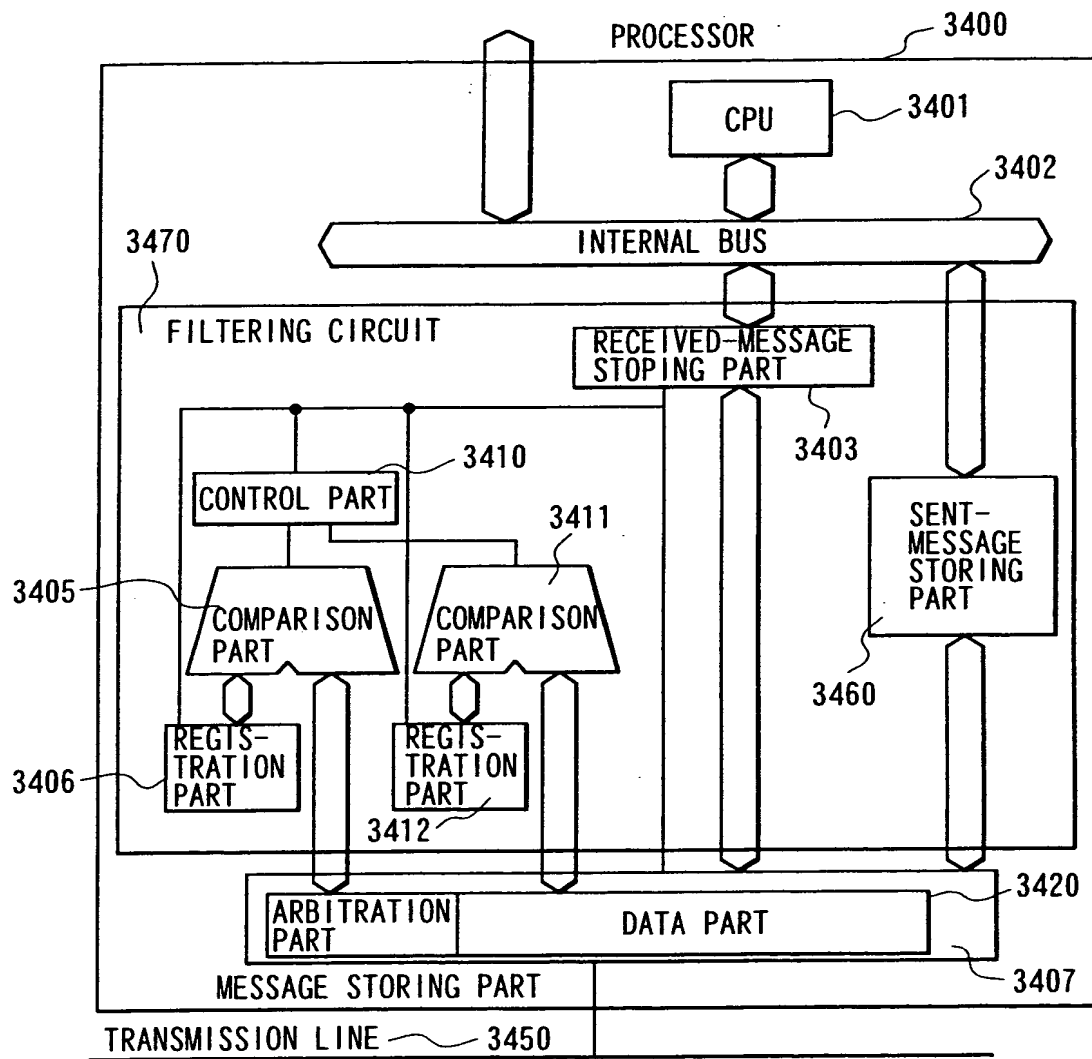 PROCESSOR
3400
CPU
3401
3402
INTERNAL BUS
3470
FILTERING CIRCUIT
RECEIVED-MESSAGE
STOPING PART
3403
3410
CONTROL PART
3411
SENT-
MESSAGE
STORING
PART
3405
COMPARISON
PART
COMPARISON
PART
3460
REGIS-
TRATION
PART
REGIS-
TRATION
PART
3406
3412
3420
ARBITRATION
PART
DATA PART
3407
MESSAGE STORING PART
TRANSMISSION LINE
3450